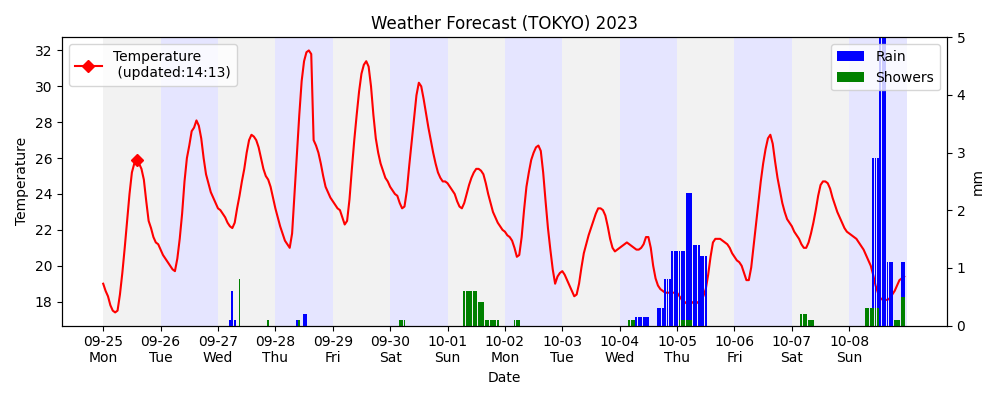 Weather Forecast (TOKYO) 2023
Temperature
(updated:14:13)
Rain
Showers
32
30
28
26
24
22
20
18
Temperature
5
4
3
2
1
0
mm
09-25 09-26 09-27 09-28 09-29 09-30 10-01 10-02 10-03 10-04 10-05 10-06 10-07 10-08
Mon Tue Wed Thu Fri Sat Sun Mon Tue Wed Thu Fri Sat Sun
Date